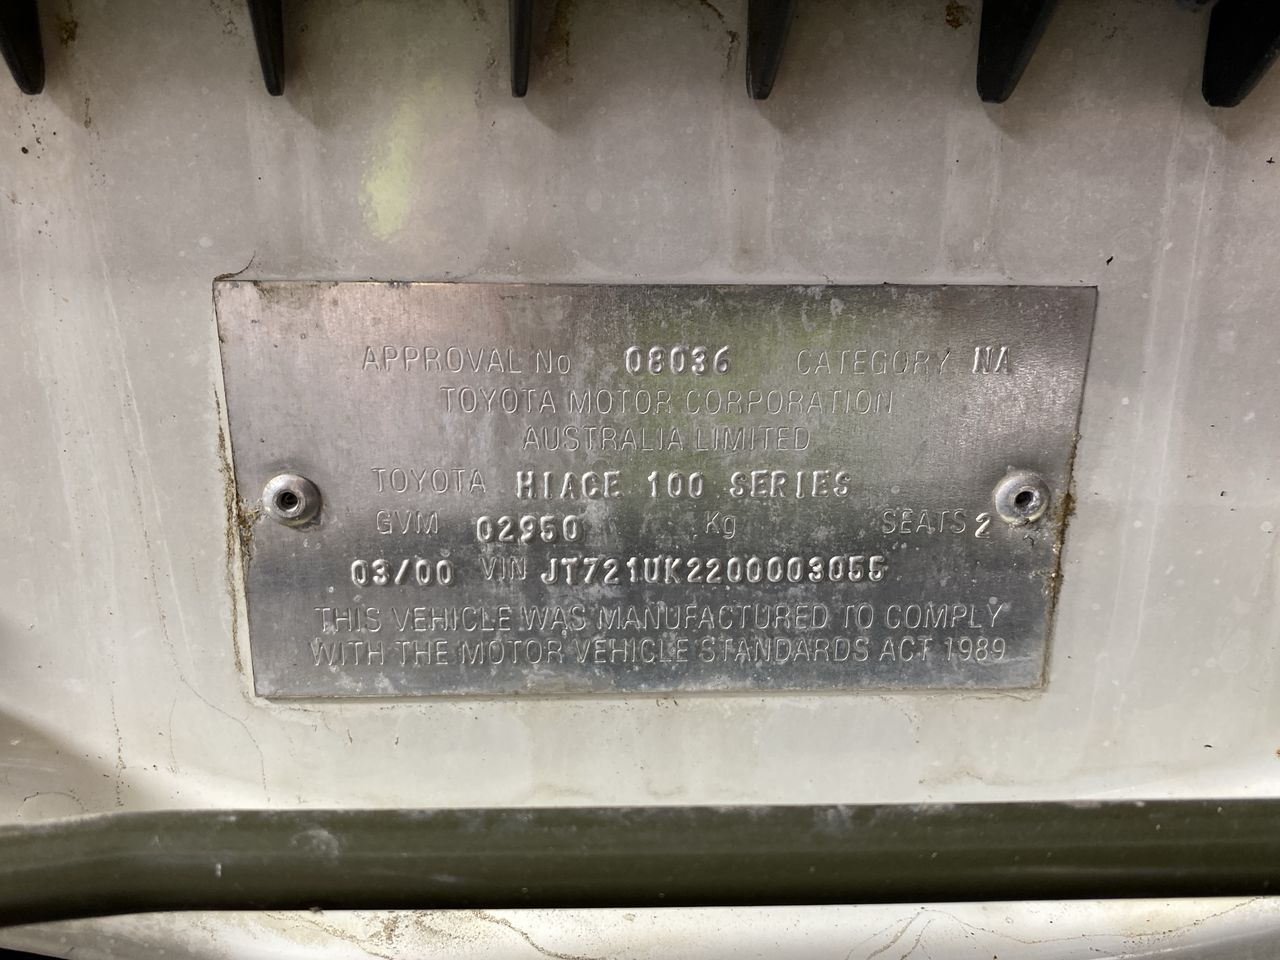 APPROVAL No 08036 CATEGORY NA
TOYOTA MOTOR CORPORATION
AUSTRALIA LIMITED
TOYOTA HIACE 100 SERIES
GVM 02950 Kg SEATS 2
03/00 VIN JT721UK2200003055
THIS VEHICLE WAS MANUFACTURED TO COMPLY
WITH THE MOTOR VEHICLE STANDARDS ACT 1989